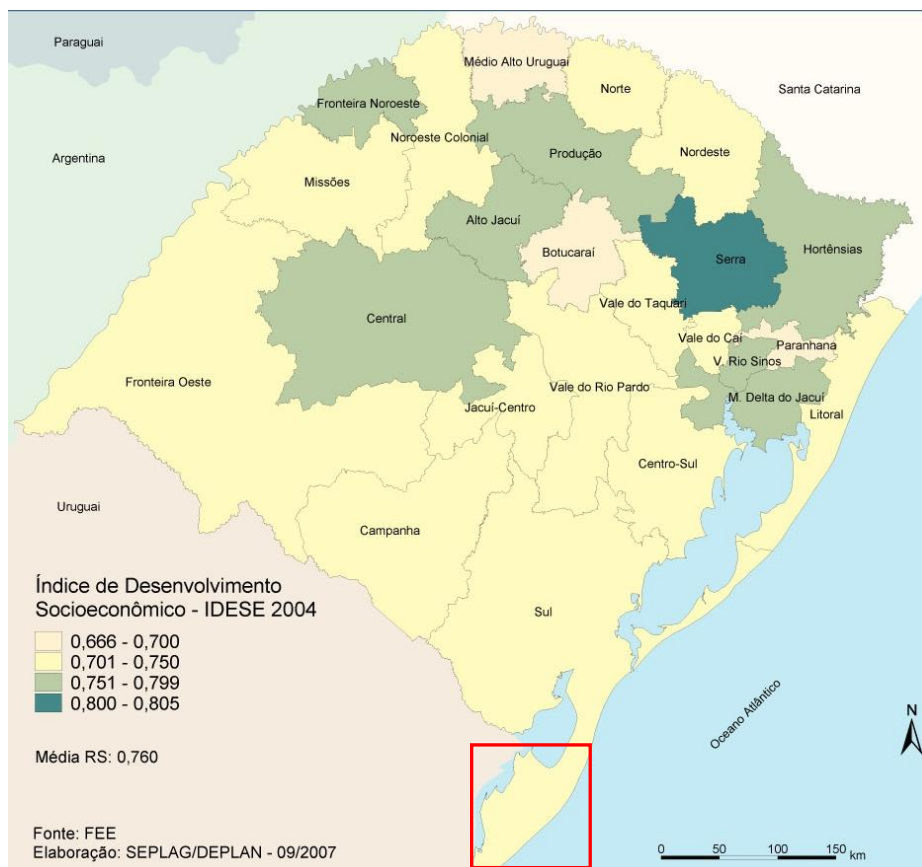 Paraguai
Médio Alto Uruguai
Norte
Santa Catarina
Fronteira Noroeste
Noroeste Colonial
Argentina
Produção
Nordeste
Missões
Alto Jacuí
Botucaraí
Serra
Hortênsias
Vale do Taquari
Central
Vale do Caí
Paranhana
V. Rio Sinos
Fronteira Oeste
Vale do Rio Pardo
M. Delta do Jacuí
Jacuí-Centro
Litoral
Centro-Sul
Uruguai
Campanha
Sul
Índice de Desenvolvimento
Socioeconômico - IDESE 2004
0,666 - 0,700
0,701 - 0,750
0,751 - 0,799
0,800 - 0,805
Média RS: 0,760
Oceano Atlântico
N
Fonte: FEE
Elaboração: SEPLAG/DEPLAN - 09/2007
0 50 100 150 km